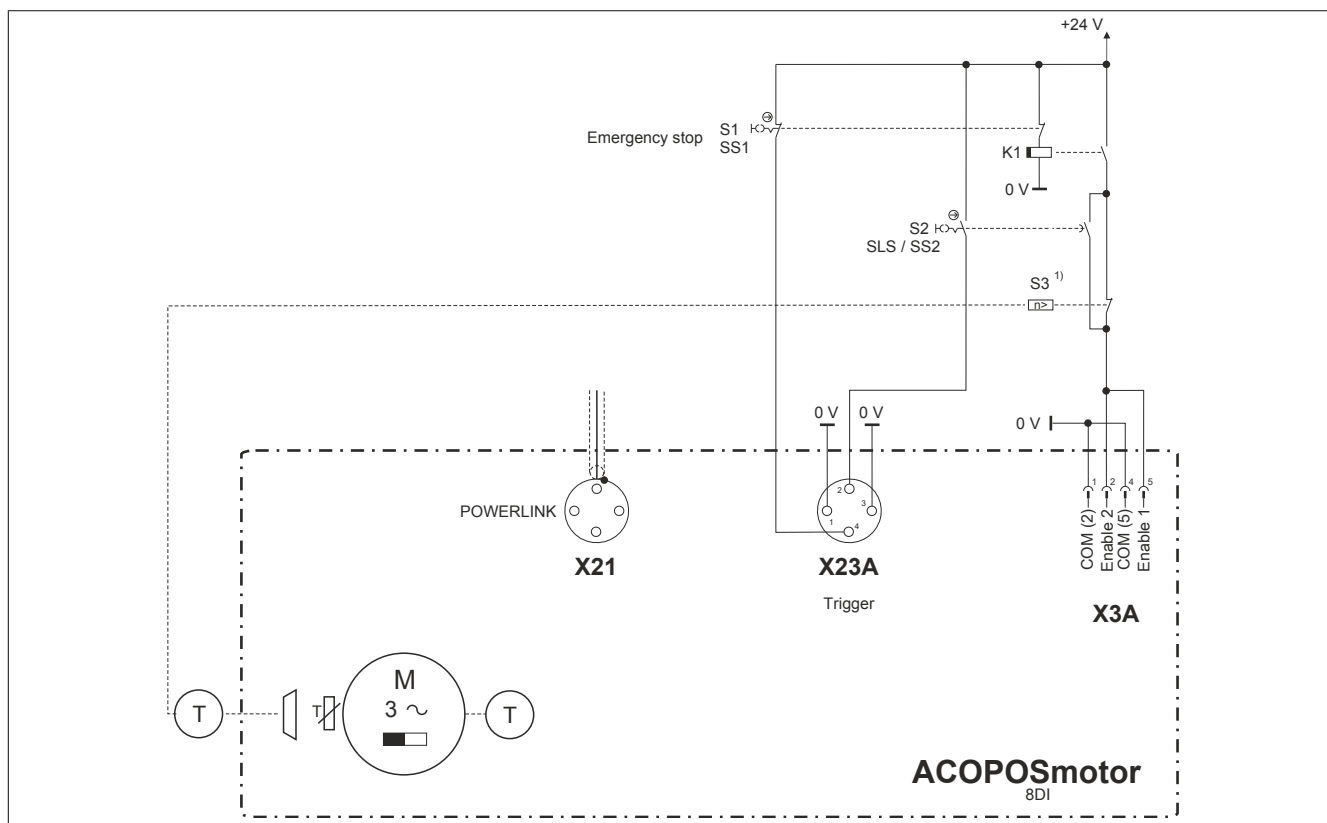 +24 V
Emergency stop
S1
SS1
K1
0 V
S2
SLS / SS2
S3 1)
n>
0 V
0 V
0 V
1
2
4
5
COM (2)
Enable 2
COM (5)
Enable 1
POWERLINK
2
1
3
4
X21
X23A
Trigger
X3A
T
T
M
3 ~
T
ACOPOSmotor
8DI